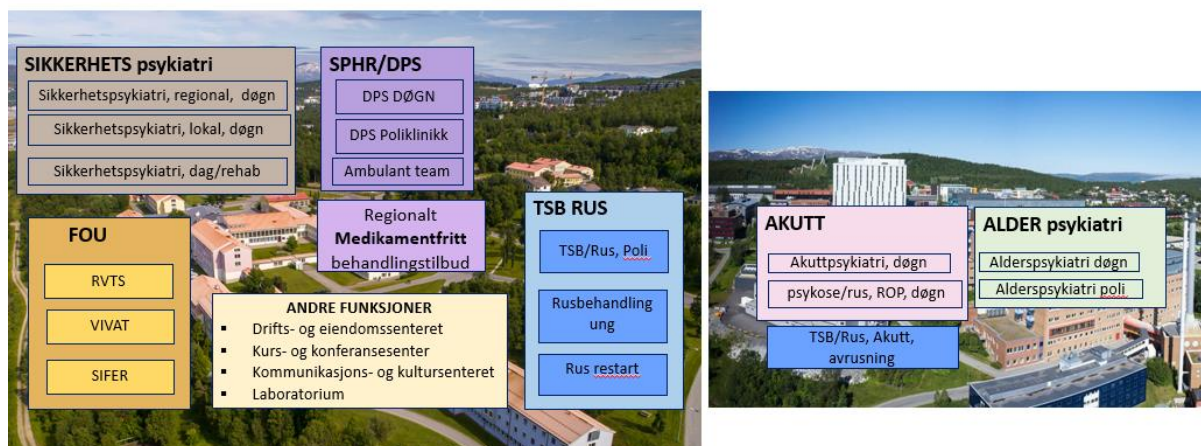 SIKKERHETS psykiatri
Sikkerhetspsykiatri, regional, døgn
Sikkerhetspsykiatri, lokal, døgn
Sikkerhetspsykiatri, dag/rehab
SPHR/DPS
DPS DØGN
DPS Poliklinikk
Ambulant team
FOU
RVTS
VIVAT
SIFER
Regionalt
Medikamentfritt
behandlingstilbud
ANDRE FUNKSJONER
▪ Drifts- og eiendomssenteret
▪ Kurs- og konferansesenter
▪ Kommunikasjons- og kultursenteret
▪ Laboratorium
TSB RUS
TSB/Rus, Poli
Rusbehandling
ung
Rus restart
AKUTT
Akuttpsykiatri, døgn
psykose/rus, ROP, døgn
TSB/Rus, Akutt,
avrusning
ALDER psykiatri
Alderspsykiatri døgn
Alderspsykiatri poli